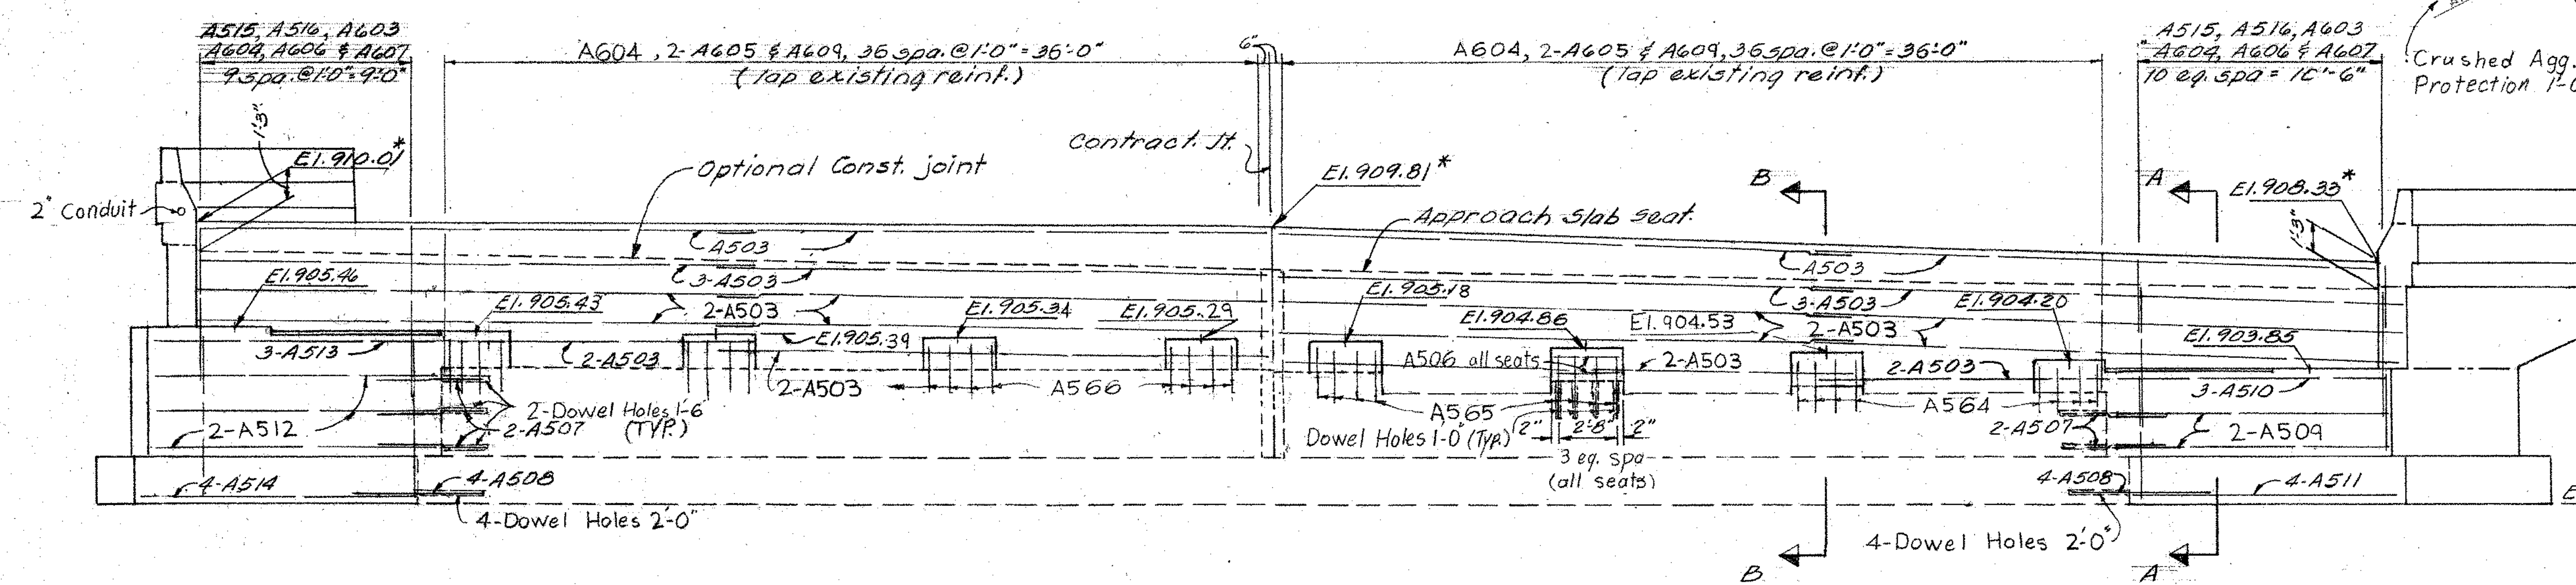 A515, A516, A603
A604, A606 & A607
9 spa. @ 1'-0" = 9'-0"
A604, 2-A605 & A609, 36 spa. @ 1'-0" = 36'-0"
(lap existing reinf.)
6"
A604, 2-A605 & A609, 36 spa. @ 1'-0" = 36'-0"
(lap existing reinf.)
A515, A516, A603
A604, A606 & A607
10 eq. spa = 10'-6"
Crushed Agg.
Protection 1'-0
1'-3"
El. 910.01*
Contract. Jt.
Optional Const. joint
El. 909.81*
B
A
El. 908.33*
2" Conduit
Approach slab seat.
1'-3"
A503
A503
El. 905.46
3-A503
El. 905.18
3-A503
El. 904.20
El. 905.43
2-A503
El. 905.34
El. 905.29
El. 904.86
El. 904.53
2-A503
El. 903.85
3-A513
2-A503
El. 905.39
A506 all seats
2-A503
2-A503
3-A510
2-A503
A566
A565
A564
2-Dowel Holes 1'-6
(TYP.)
2-A512
2-A507
Dowel Holes 1'-0" (Typ.)
2"
2'-8"
2"
2-A507
2-A509
3 eq. spa
(all seats)
4-A514
4-A508
4-A508
4-A511
4-Dowel Holes 2'-0"
4-Dowel Holes 2'-0"
B
A